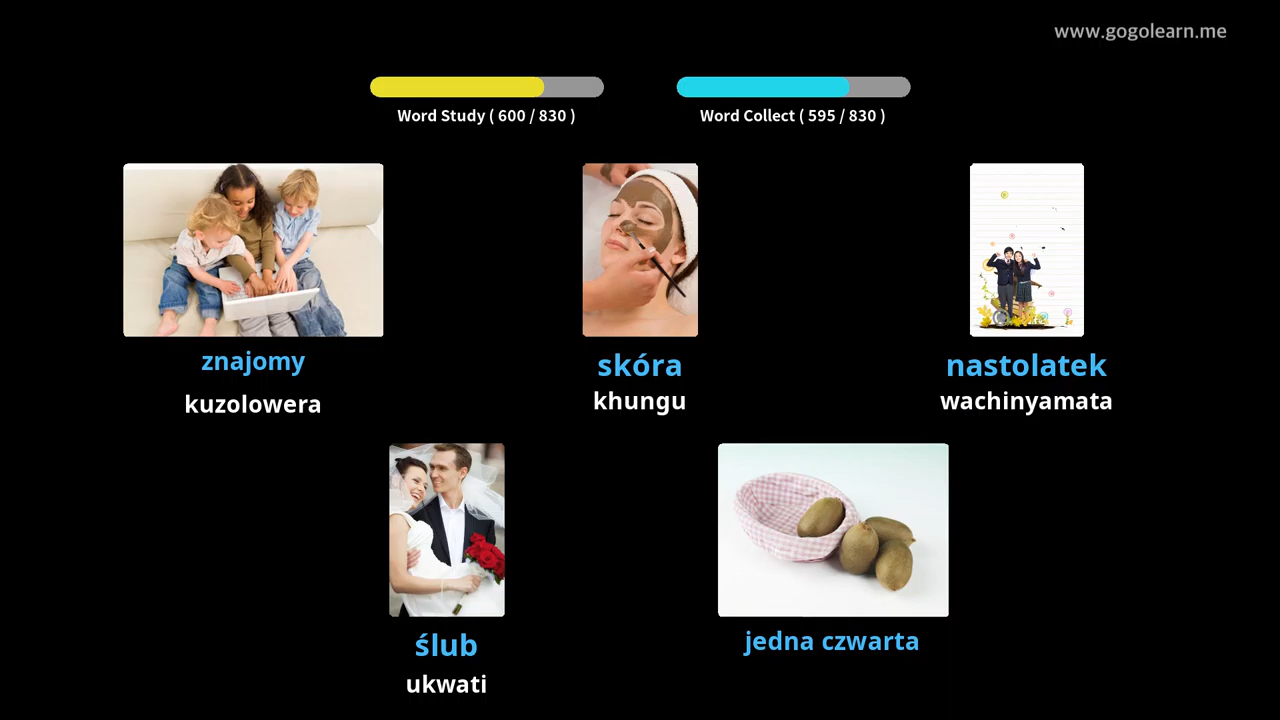 www.gogolearn.me
Word Study ( 600 / 830 )
Word Collect ( 595 / 830 )
znajomy
kuzolowera
skóra
khungu
nastolatek
wachinyamata
ślub
ukwati
jedna czwarta